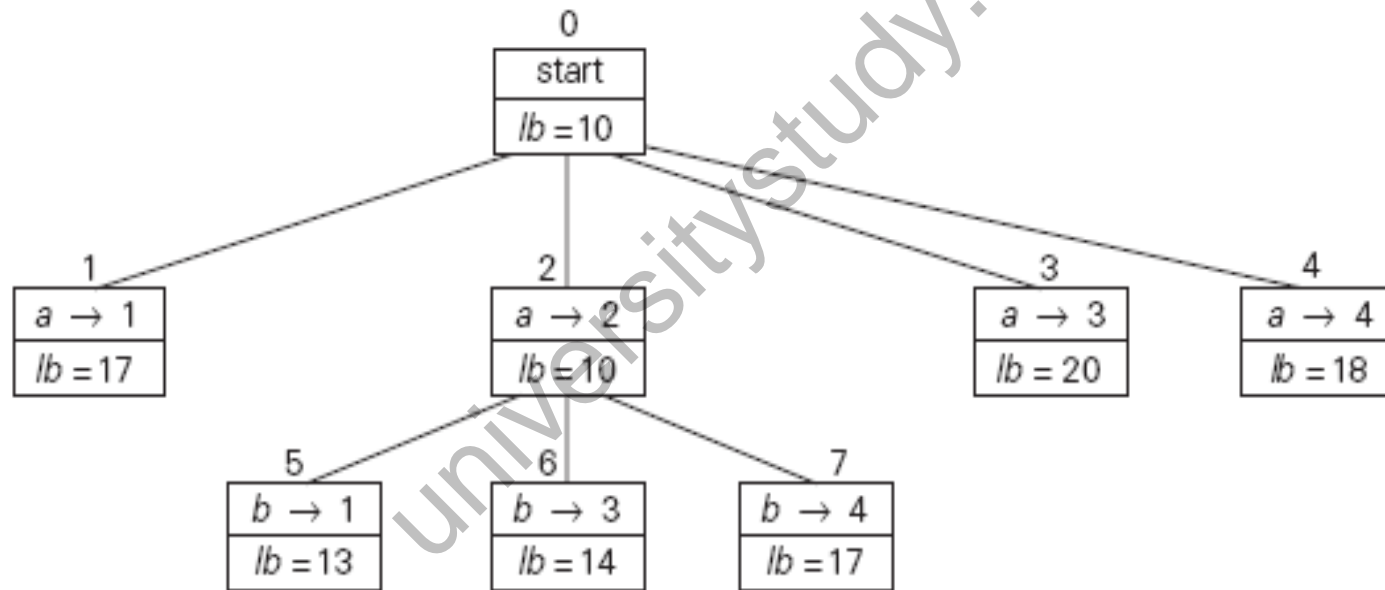 0
start
lb = 10
1 2 3 4
a → 1 a → 2 a → 3 a → 4
lb = 17 lb = 10 lb = 20 lb = 18
5 6 7
b → 1 b → 3 b → 4
lb = 13 lb = 14 lb = 17
universitystudy.